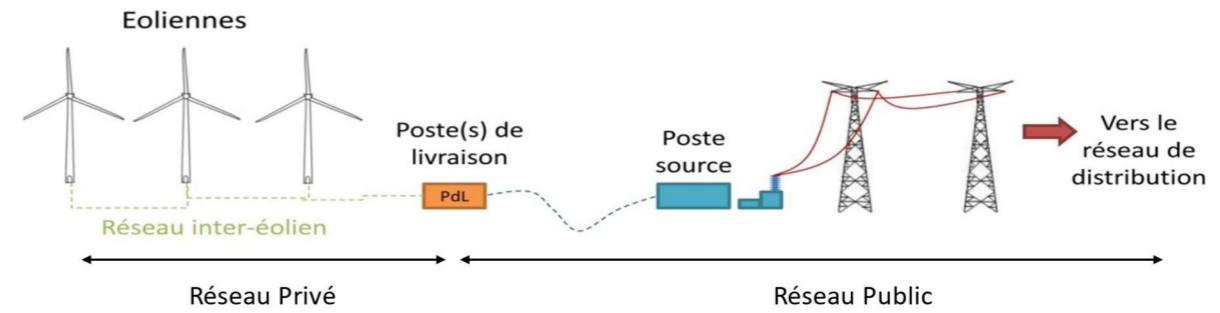 Eoliennes
Poste(s) de
livraison
PdL
Réseau inter-éolien
Poste
source
Vers le
réseau de
distribution
Réseau Privé
Réseau Public